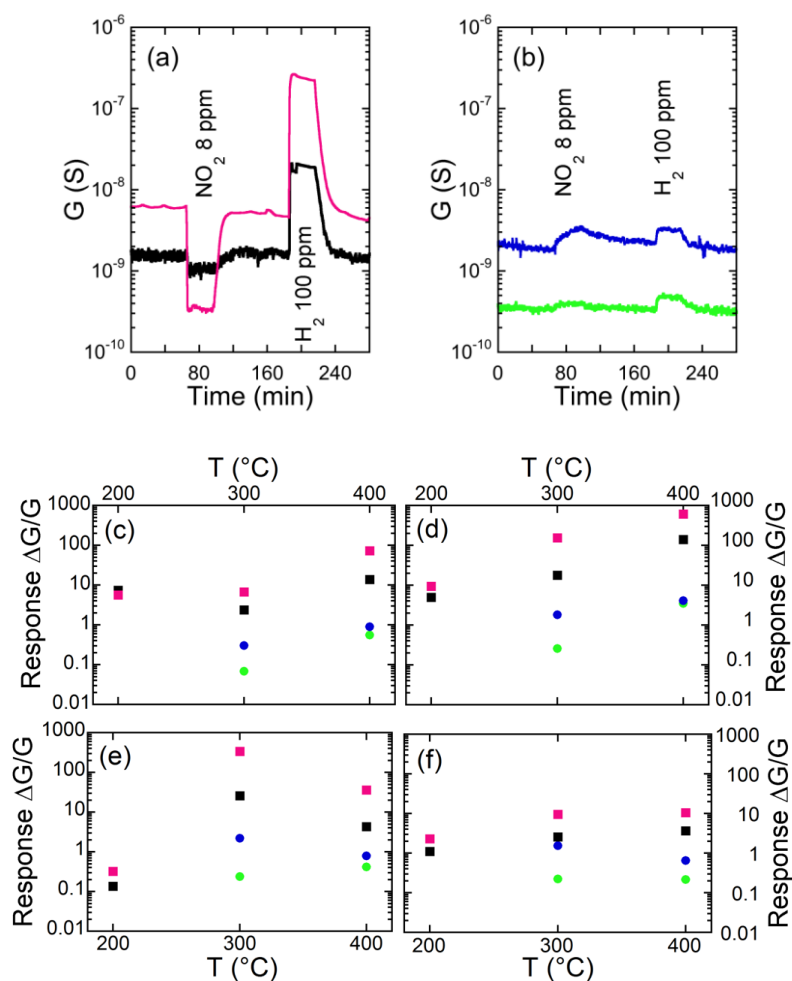 (a)
(b)
10⁻⁶
10⁻⁷
10⁻⁸
10⁻⁹
10⁻¹⁰
G (S)
NO₂ 8 ppm
H₂ 100 ppm
0 80 160 240
Time (min)
10⁻⁶
10⁻⁷
10⁻⁸
10⁻⁹
10⁻¹⁰
G (S)
NO₂ 8 ppm
H₂ 100 ppm
0 80 160 240
Time (min)
T (°C)
200 300 400
(c)
1000
100
10
1
0.1
0.01
Response ΔG/G
T (°C)
200 300 400
(d)
1000
100
10
1
0.1
0.01
Response ΔG/G
(e)
1000
100
10
1
0.1
0.01
Response ΔG/G
200 300 400
T (°C)
(f)
1000
100
10
1
0.1
0.01
Response ΔG/G
200 300 400
T (°C)